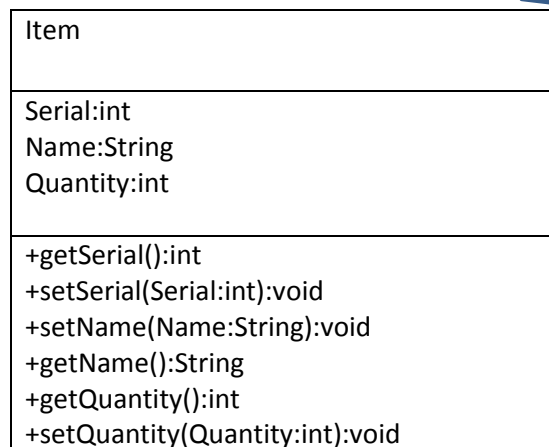 Item
Serial:int
Name:String
Quantity:int
+getSerial():int
+setSerial(Serial:int):void
+setName(Name:String):void
+getName():String
+getQuantity():int
+setQuantity(Quantity:int):void